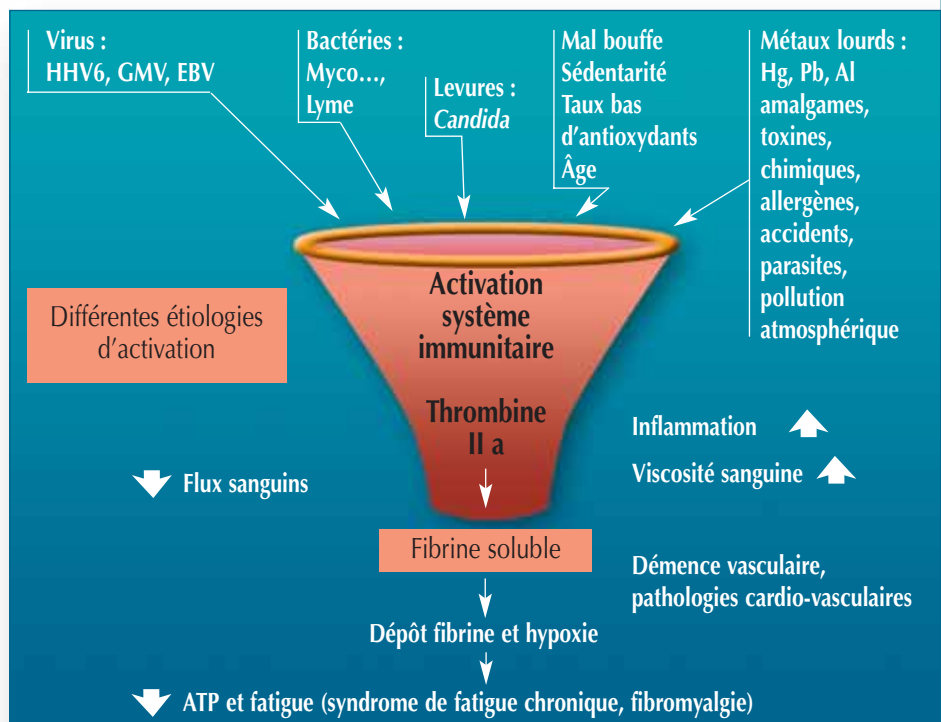 Virus :
HHV6, GMV, EBV
Bactéries :
Myco...,
Lyme
Levures :
Candida
Mal bouffe
Sédentarité
Taux bas
d'antioxydants
Âge
Métaux lourds :
Hg, Pb, Al
amalgames,
toxines,
chimiques,
allergènes,
accidents,
parasites,
pollution
atmosphérique
Différentes étiologies
d'activation
Activation
système
immunitaire
Thrombine
II a
Inflammation
Viscosité sanguine
Flux sanguins
Fibrine soluble
Démence vasculaire,
pathologies cardio-vasculaires
Dépôt fibrine et hypoxie
ATP et fatigue (syndrome de fatigue chronique, fibromyalgie)